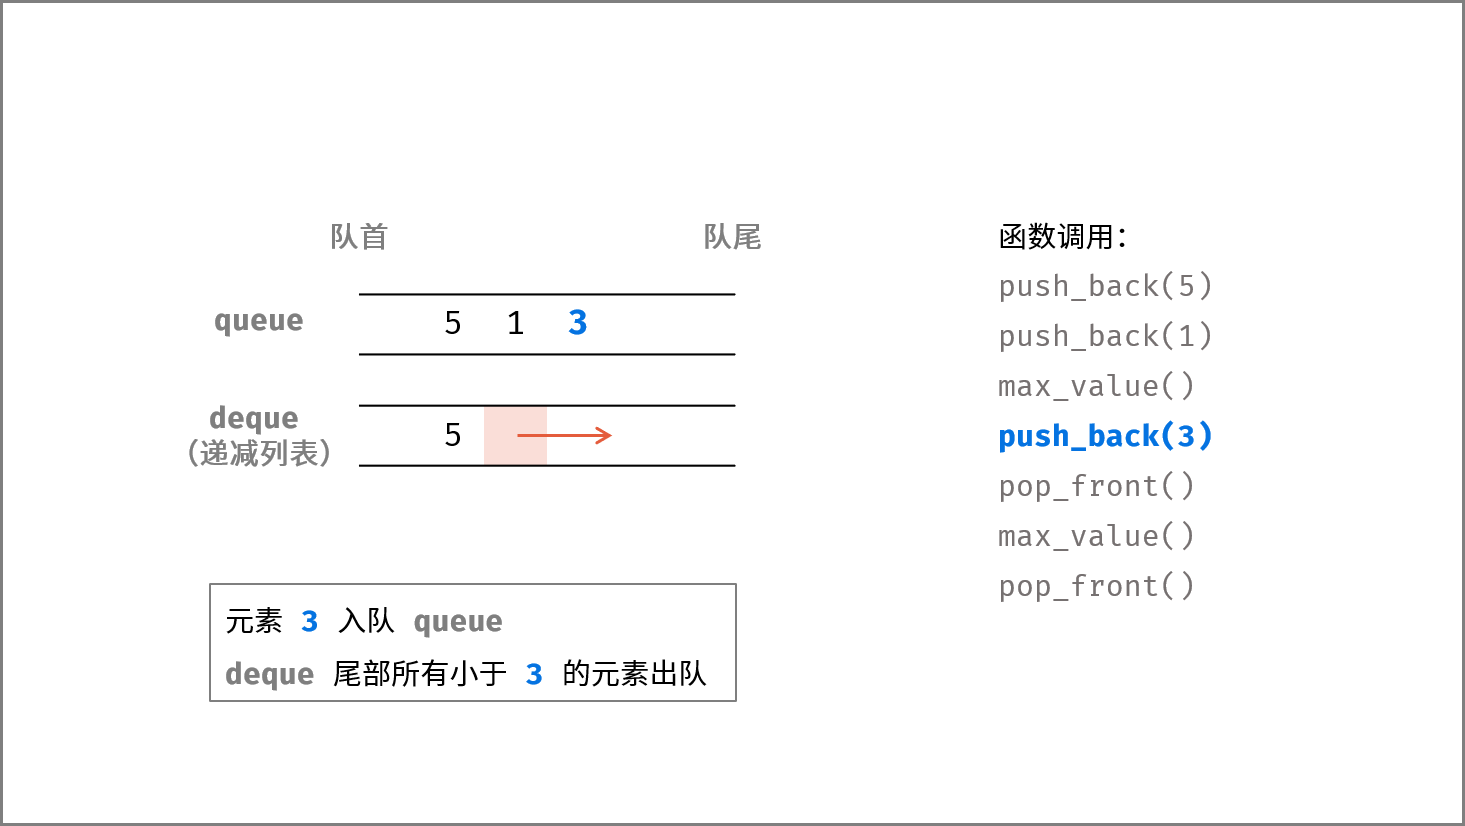 队首 队尾
queue 5 1 3
deque
（递减列表）
5
元素 3 入队 queue
deque 尾部所有小于 3 的元素出队
函数调用：
push_back(5)
push_back(1)
max_value()
push_back(3)
pop_front()
max_value()
pop_front()